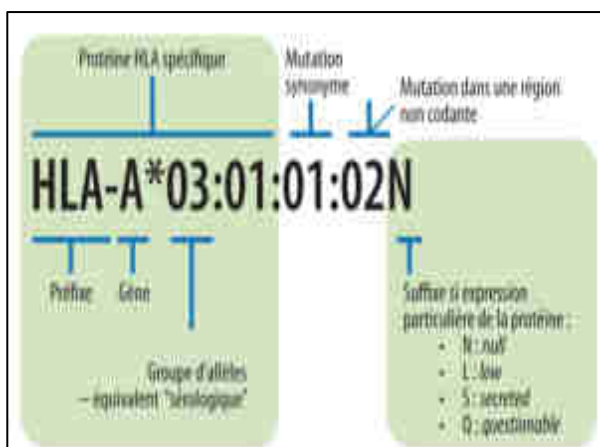 Protéine HLA spécifique
Mutation
synonyme
Mutation dans une région
non codante
HLA-A*03:01:01:02N
Préfixe
Gène
Groupe d'allèles
– équivalent "sérologique"
Suffixe si expression
particulière de la protéine :
• N : null
• L : low
• S : secreted
• Q : questionnable